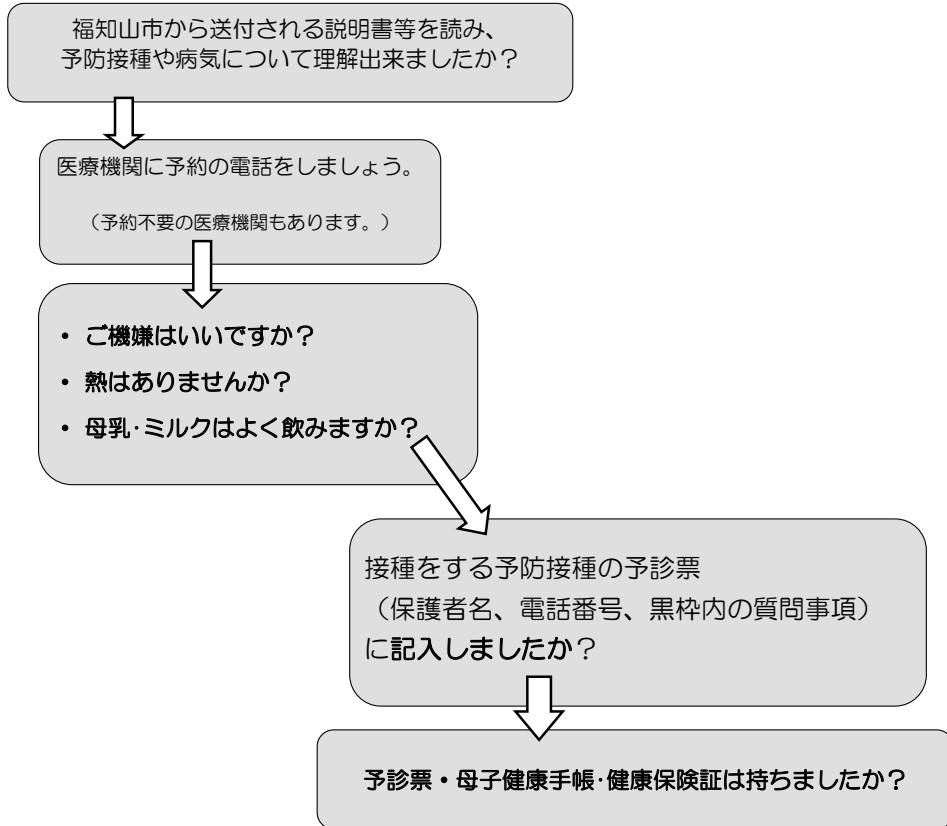 福知山市から送付される説明書等を読み、
予防接種や病気について理解出来ましたか？
医療機関に予約の電話をしましょう。
（予約不要の医療機関もあります。）
・ ご機嫌はいいですか？
・ 熱はありませんか？
・ 母乳・ミルクはよく飲みますか？
接種をする予防接種の予診票
（保護者名、電話番号、黒枠内の質問事項）
に記入しましたか？
予診票・母子健康手帳・健康保険証は持ちましたか？